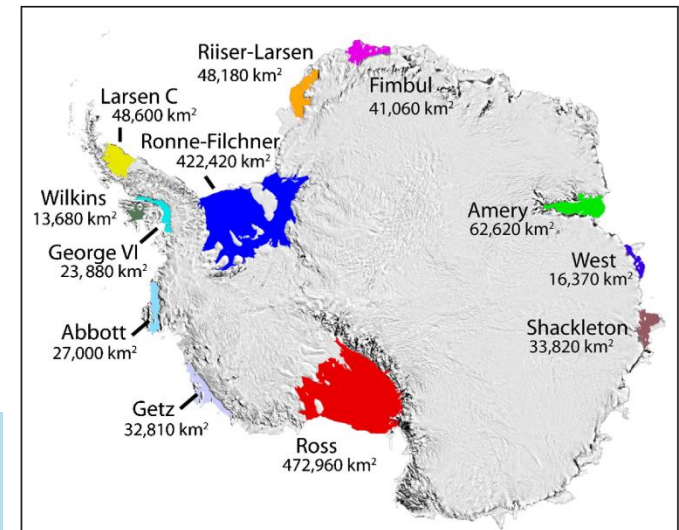 Riiser-Larsen
48,180 km²
Fimbul
41,060 km²
Larsen C
48,600 km²
Ronne-Filchner
422,420 km²
Wilkins
13,680 km²
George VI
23,880 km²
Amery
62,620 km²
West
16,370 km²
Abbott
27,000 km²
Shackleton
33,820 km²
Getz
32,810 km²
Ross
472,960 km²